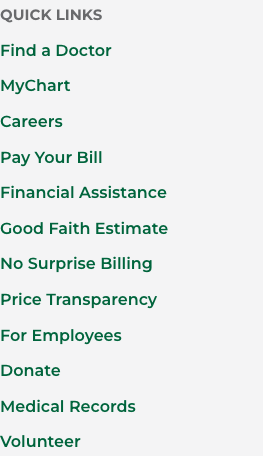 QUICK LINKS
Find a Doctor
MyChart
Careers
Pay Your Bill
Financial Assistance
Good Faith Estimate
No Surprise Billing
Price Transparency
For Employees
Donate
Medical Records
Volunteer